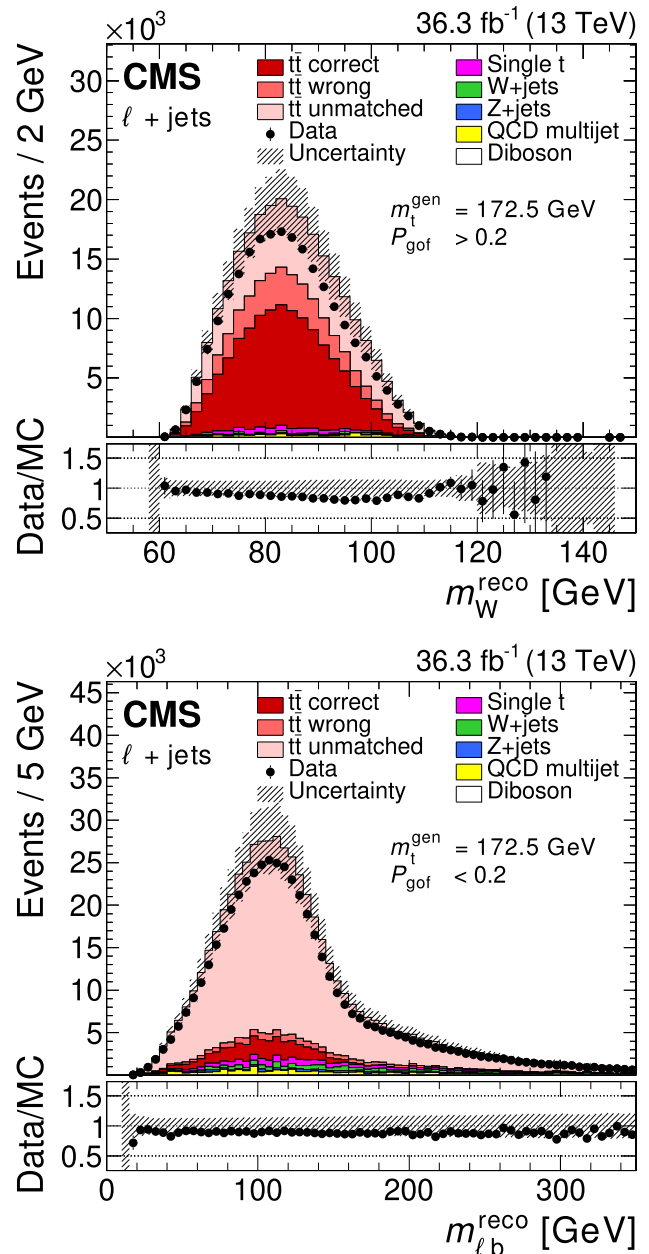 ×10³ 36.3 fb⁻¹ (13 TeV)
CMS
ℓ + jets
tt̄ correct
tt̄ wrong
tt̄ unmatched
Data
Uncertainty
Single t
W+jets
Z+jets
QCD multijet
Diboson
m_t^gen = 172.5 GeV
P_gof > 0.2
Events / 2 GeV
30
25
20
15
10
5
Data/MC
1.5
1
0.5
60 80 100 120 140
m_W^reco [GeV]
×10³ 36.3 fb⁻¹ (13 TeV)
CMS
ℓ + jets
tt̄ correct
tt̄ wrong
tt̄ unmatched
Data
Uncertainty
Single t
W+jets
Z+jets
QCD multijet
Diboson
m_t^gen = 172.5 GeV
P_gof < 0.2
Events / 5 GeV
45
40
35
30
25
20
15
10
5
Data/MC
1.5
1
0.5
0 100 200 300
m_ℓb^reco [GeV]